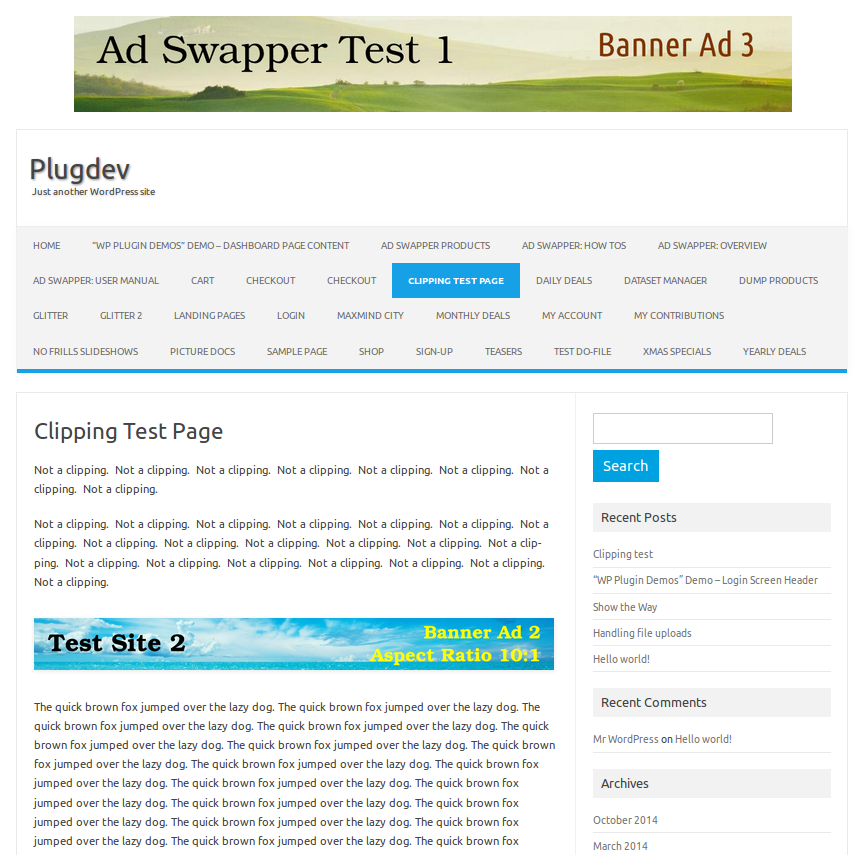 Ad Swapper Test 1
Banner Ad 3
Plugdev
Just another WordPress site
HOME “WP PLUGIN DEMOS” DEMO – DASHBOARD PAGE CONTENT AD SWAPPER PRODUCTS AD SWAPPER: HOW TOS AD SWAPPER: OVERVIEW
AD SWAPPER: USER MANUAL CART CHECKOUT CHECKOUT CLIPPING TEST PAGE DAILY DEALS DATASET MANAGER DUMP PRODUCTS
GLITTER GLITTER 2 LANDING PAGES LOGIN MAXMIND CITY MONTHLY DEALS MY ACCOUNT MY CONTRIBUTIONS
NO FRILLS SLIDESHOWS PICTURE DOCS SAMPLE PAGE SHOP SIGN-UP TEASERS TEST DO-FILE XMAS SPECIALS YEARLY DEALS
Clipping Test Page
Not a clipping. Not a clipping. Not a clipping. Not a clipping. Not a clipping. Not a clipping. Not a
clipping. Not a clipping.
Not a clipping. Not a clipping. Not a clipping. Not a clipping. Not a clipping. Not a clipping. Not a
clipping. Not a clipping. Not a clipping. Not a clipping. Not a clipping. Not a clipping. Not a clip-
ping. Not a clipping. Not a clipping. Not a clipping. Not a clipping. Not a clipping. Not a clipping.
Not a clipping.
Test Site 2
Banner Ad 2
Aspect Ratio 10:1
The quick brown fox jumped over the lazy dog. The quick brown fox jumped over the lazy dog. The
quick brown fox jumped over the lazy dog. The quick brown fox jumped over the lazy dog. The quick
brown fox jumped over the lazy dog. The quick brown fox jumped over the lazy dog. The quick brown
fox jumped over the lazy dog. The quick brown fox jumped over the lazy dog. The quick brown fox
jumped over the lazy dog. The quick brown fox jumped over the lazy dog. The quick brown fox
jumped over the lazy dog. The quick brown fox jumped over the lazy dog. The quick brown fox
jumped over the lazy dog. The quick brown fox jumped over the lazy dog. The quick brown fox
jumped over the lazy dog. The quick brown fox jumped over the lazy dog. The quick brown fox
Search
Recent Posts
Clipping test
“WP Plugin Demos” Demo – Login Screen Header
Show the Way
Handling file uploads
Hello world!
Recent Comments
Mr WordPress on Hello world!
Archives
October 2014
March 2014